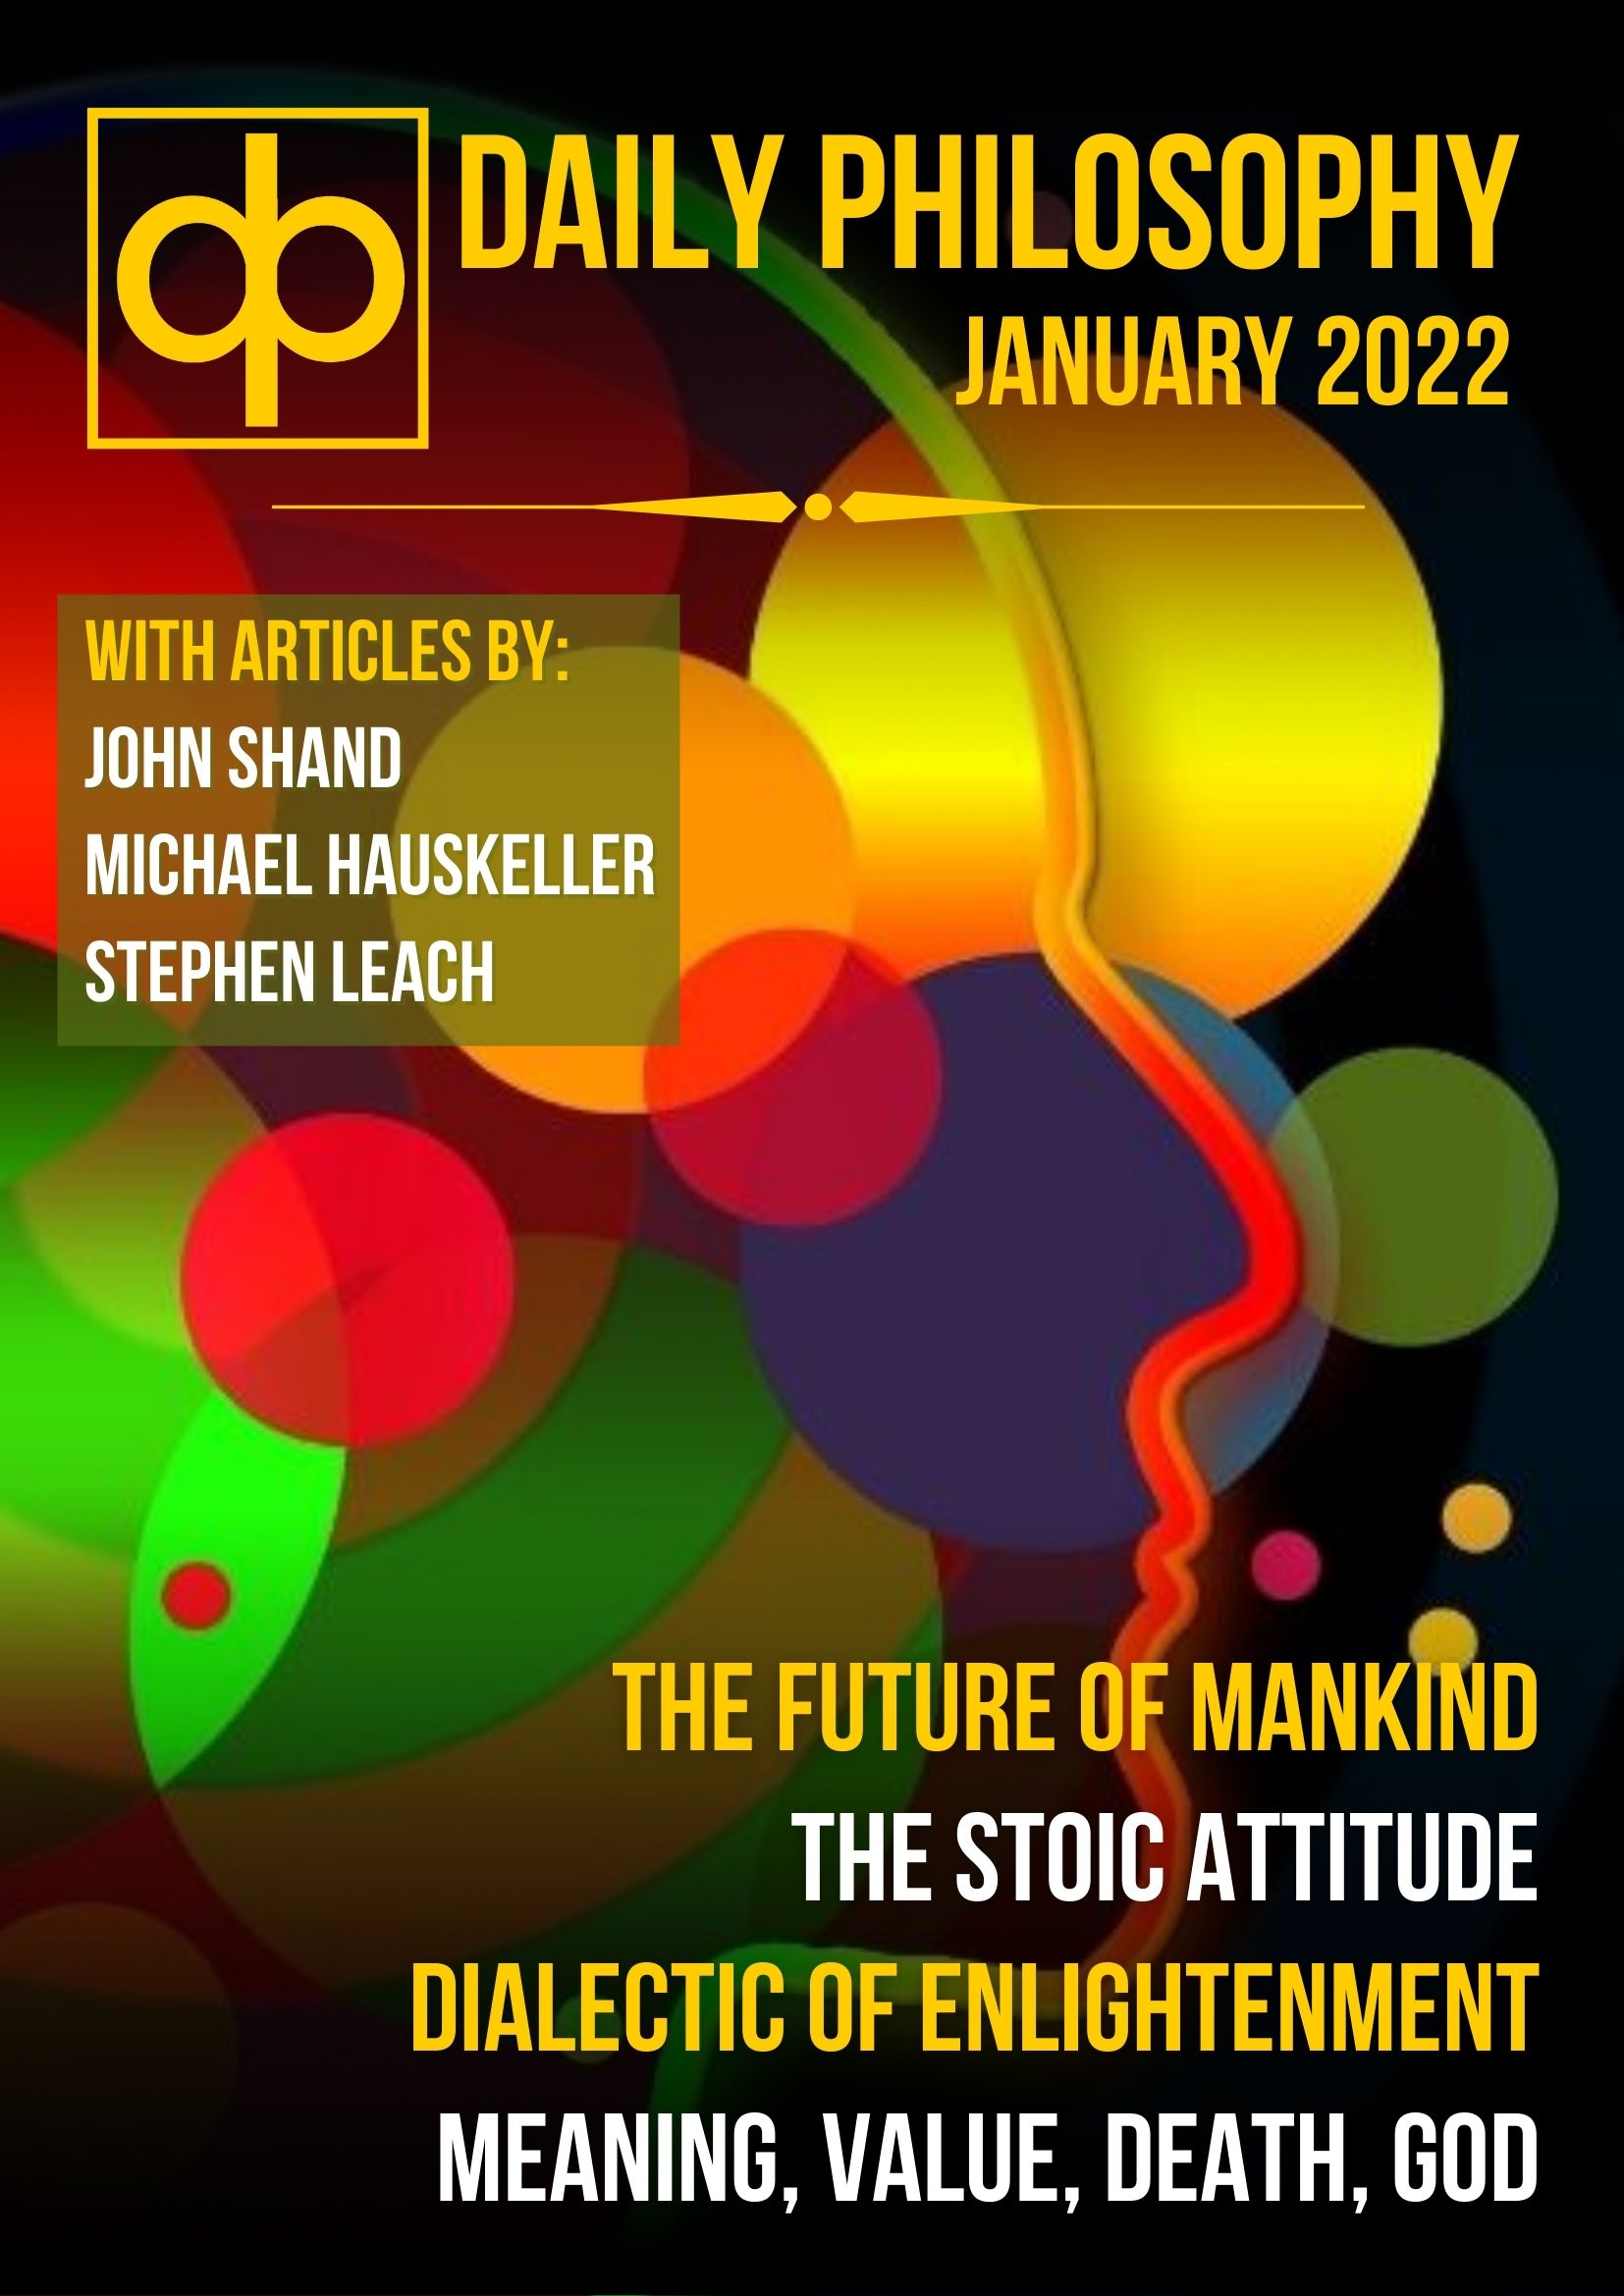 dp
DAILY PHILOSOPHY
JANUARY 2022
WITH ARTICLES BY:
JOHN SHAND
MICHAEL HAUSKELLER
STEPHEN LEACH
THE FUTURE OF MANKIND
THE STOIC ATTITUDE
DIALECTIC OF ENLIGHTENMENT
MEANING, VALUE, DEATH, GOD